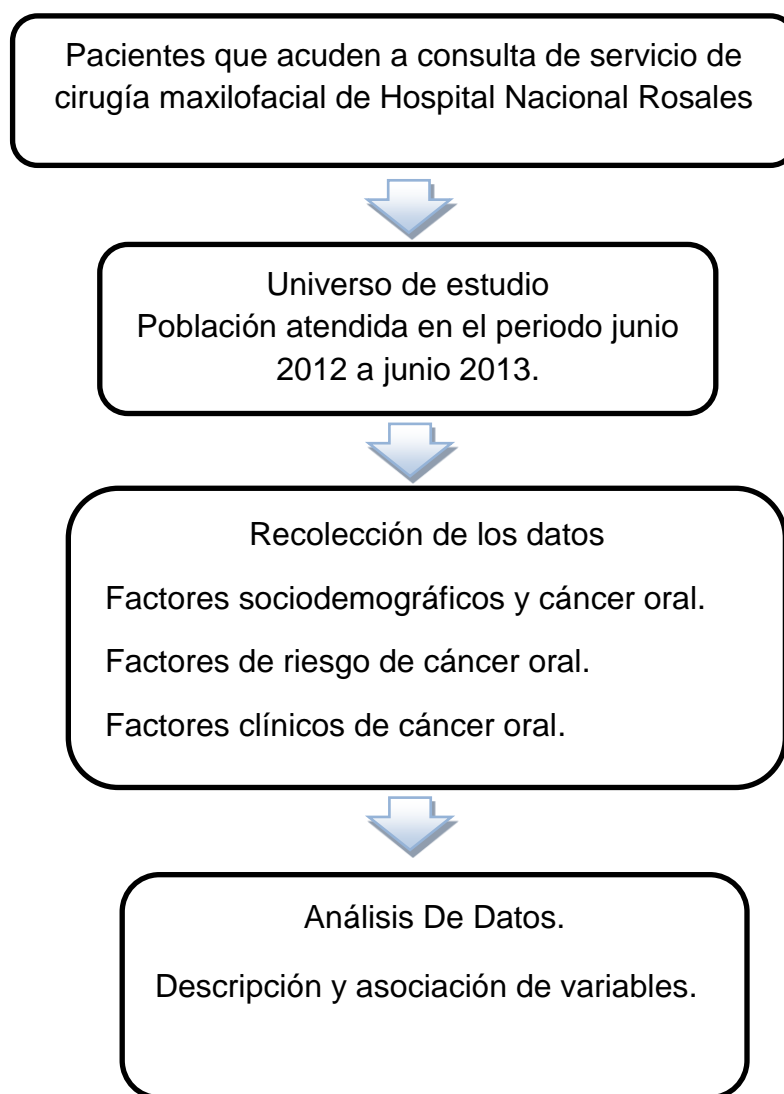 Pacientes que acuden a consulta de servicio de
cirugía maxilofacial de Hospital Nacional Rosales
Universo de estudio
Población atendida en el periodo junio
2012 a junio 2013.
Recolección de los datos
Factores sociodemográficos y cáncer oral.
Factores de riesgo de cáncer oral.
Factores clínicos de cáncer oral.
Análisis De Datos.
Descripción y asociación de variables.